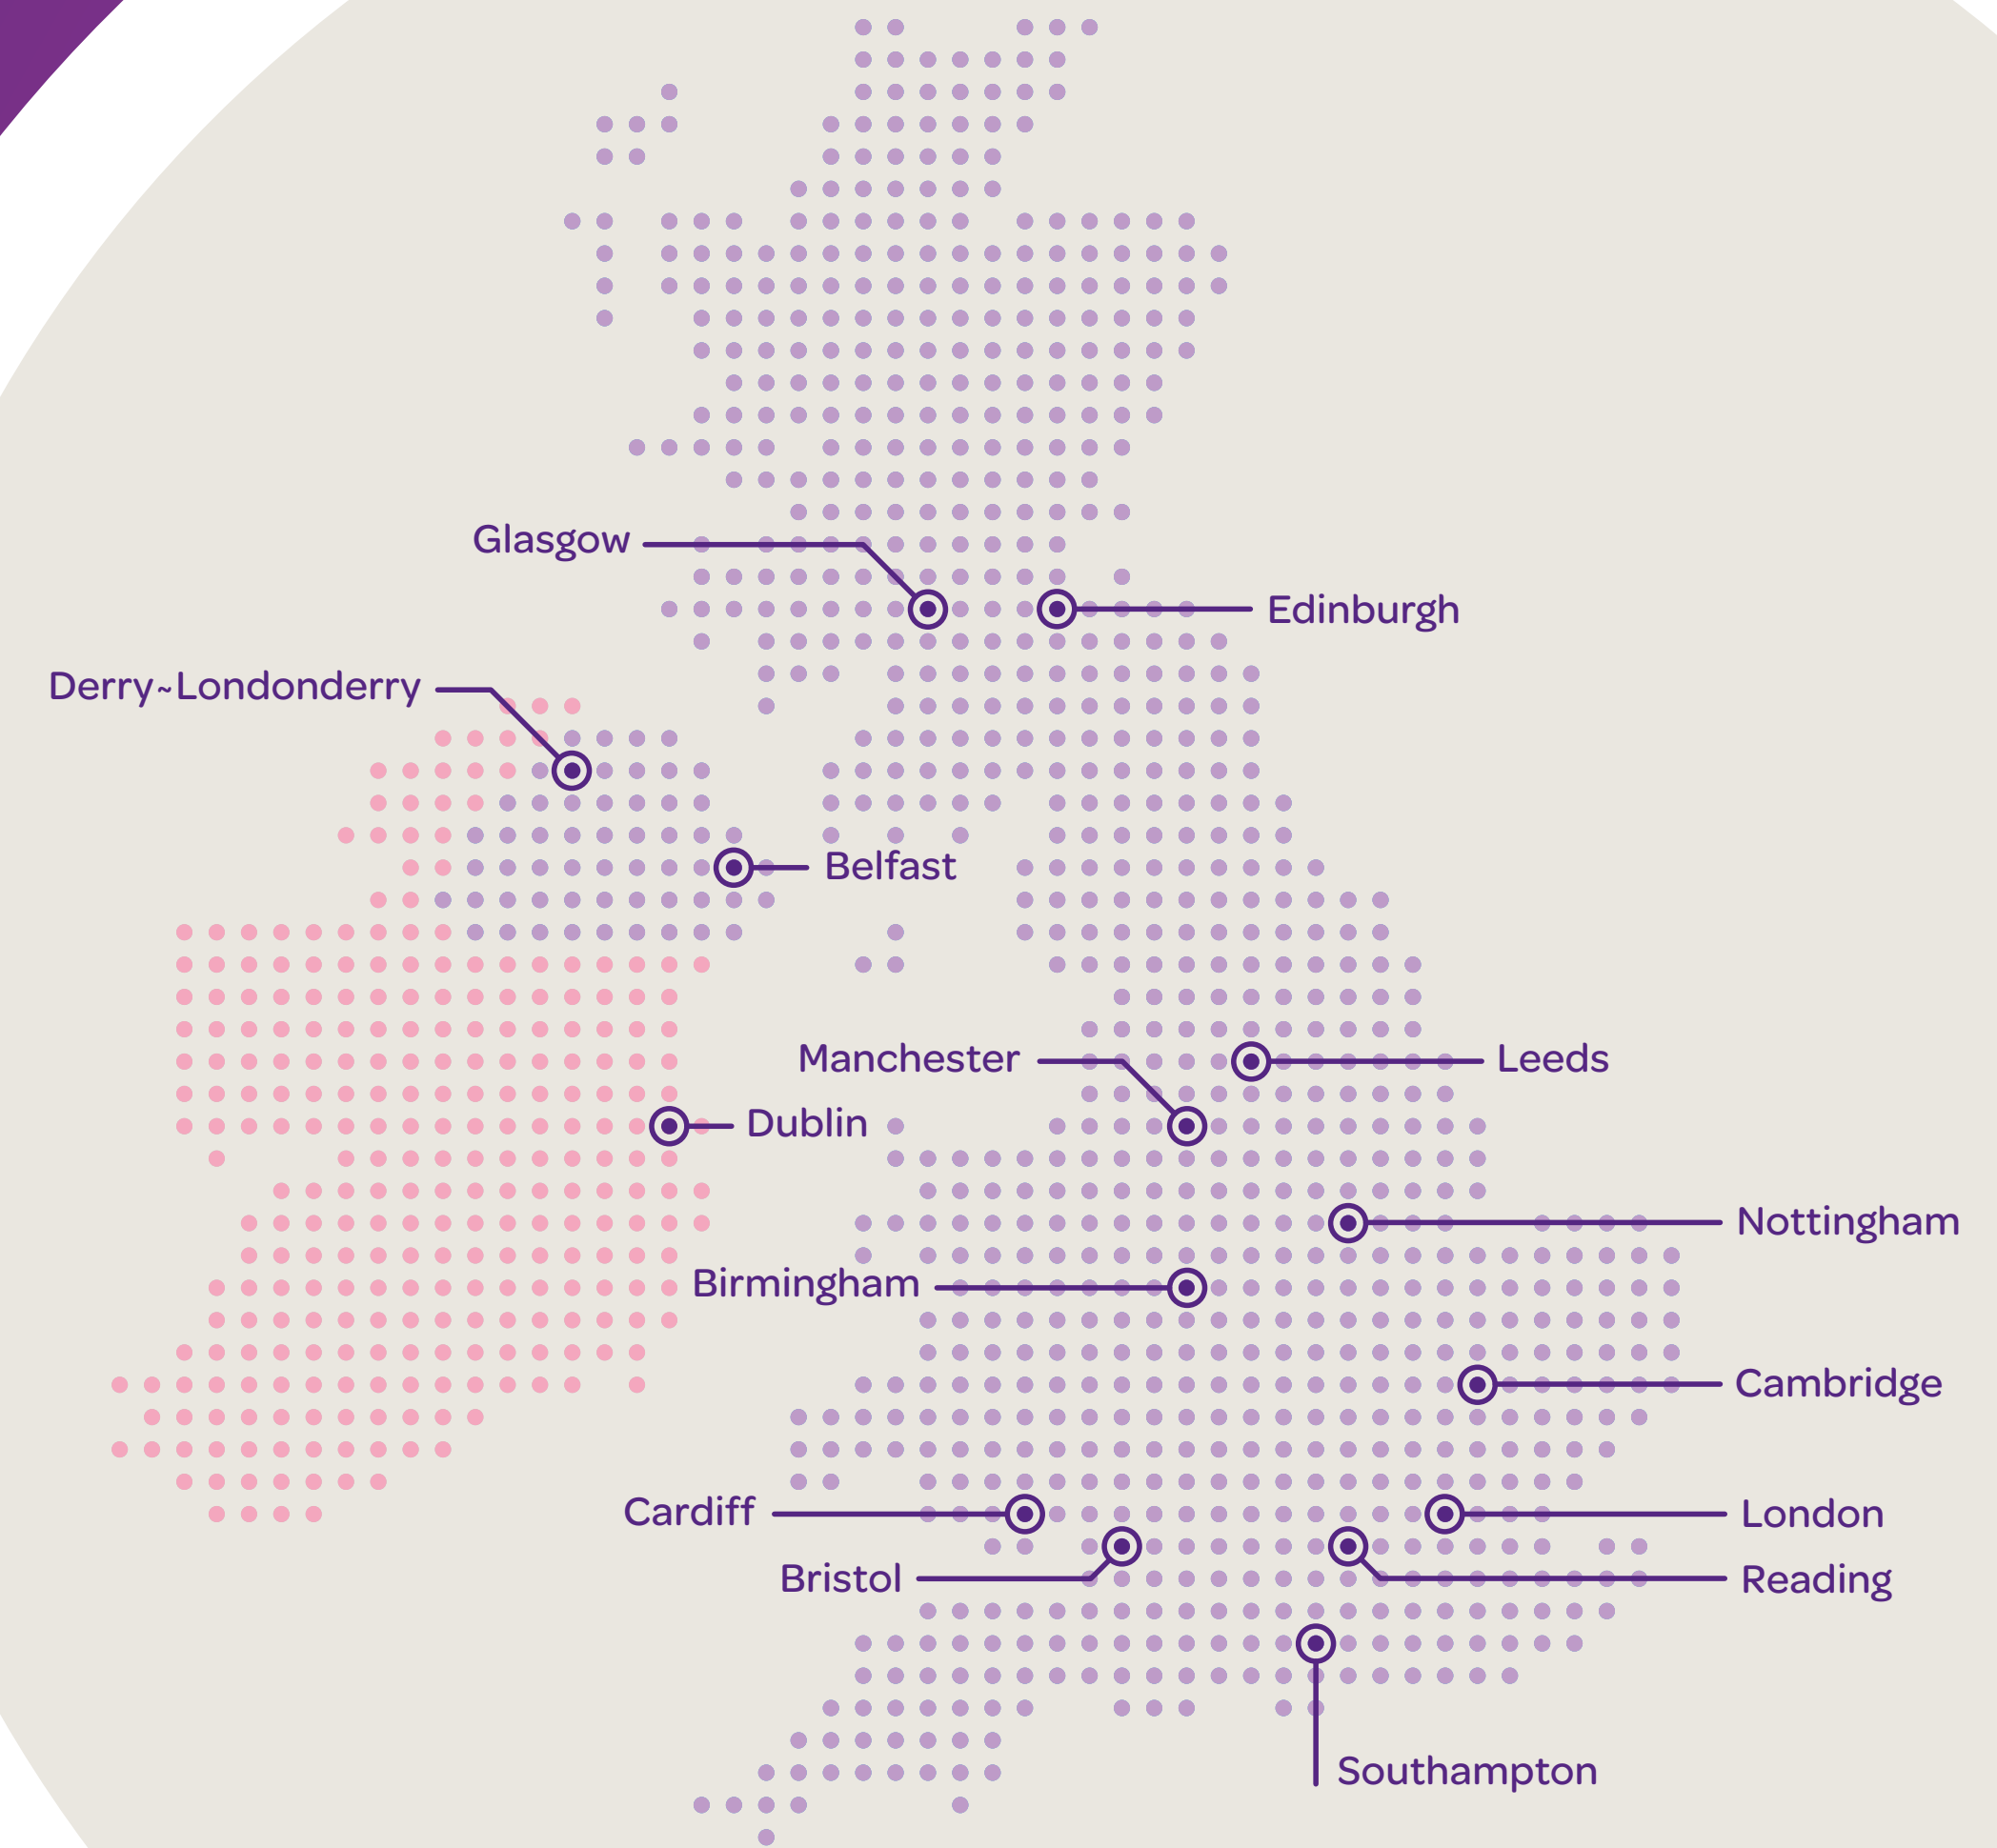 Glasgow
Edinburgh
Derry~Londonderry
Belfast
Manchester
Leeds
Dublin
Nottingham
Birmingham
Cambridge
Cardiff
London
Bristol
Reading
Southampton